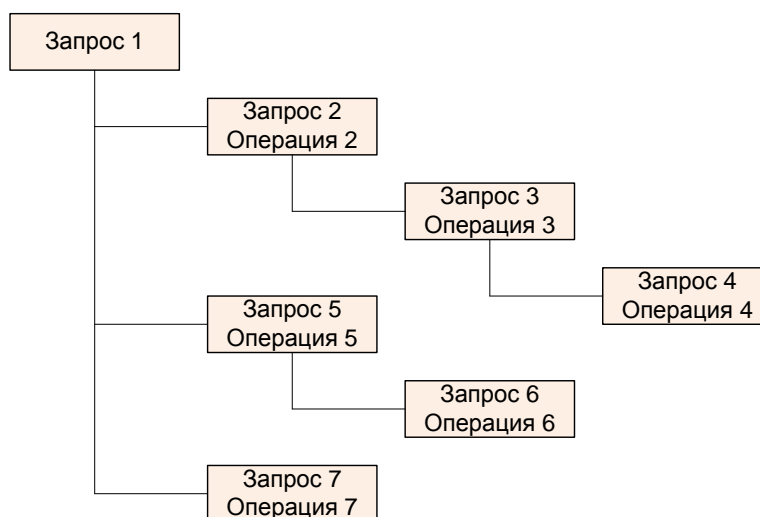 Запрос 1
Запрос 2
Операция 2
Запрос 3
Операция 3
Запрос 4
Операция 4
Запрос 5
Операция 5
Запрос 6
Операция 6
Запрос 7
Операция 7